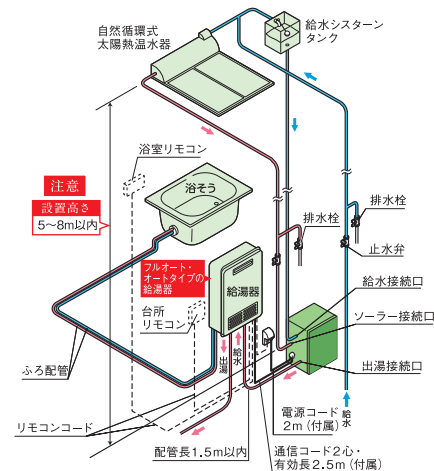 自然循環式
太陽熱温水器
給水システーン
タンク
浴室リモコン
注意
設置高さ
5〜8m以内
浴そう
排水栓
排水栓
止水弁
フルオート・
オートタイプの
給湯器
給湯器
給水接続口
台所
リモコン
ソーラー接続口
ふろ配管
出湯
給水
出湯接続口
電源コード
2m(付属)
給水
リモコンコード
配管長1.5m以内
通信コード2心・
有効長2.5m(付属)